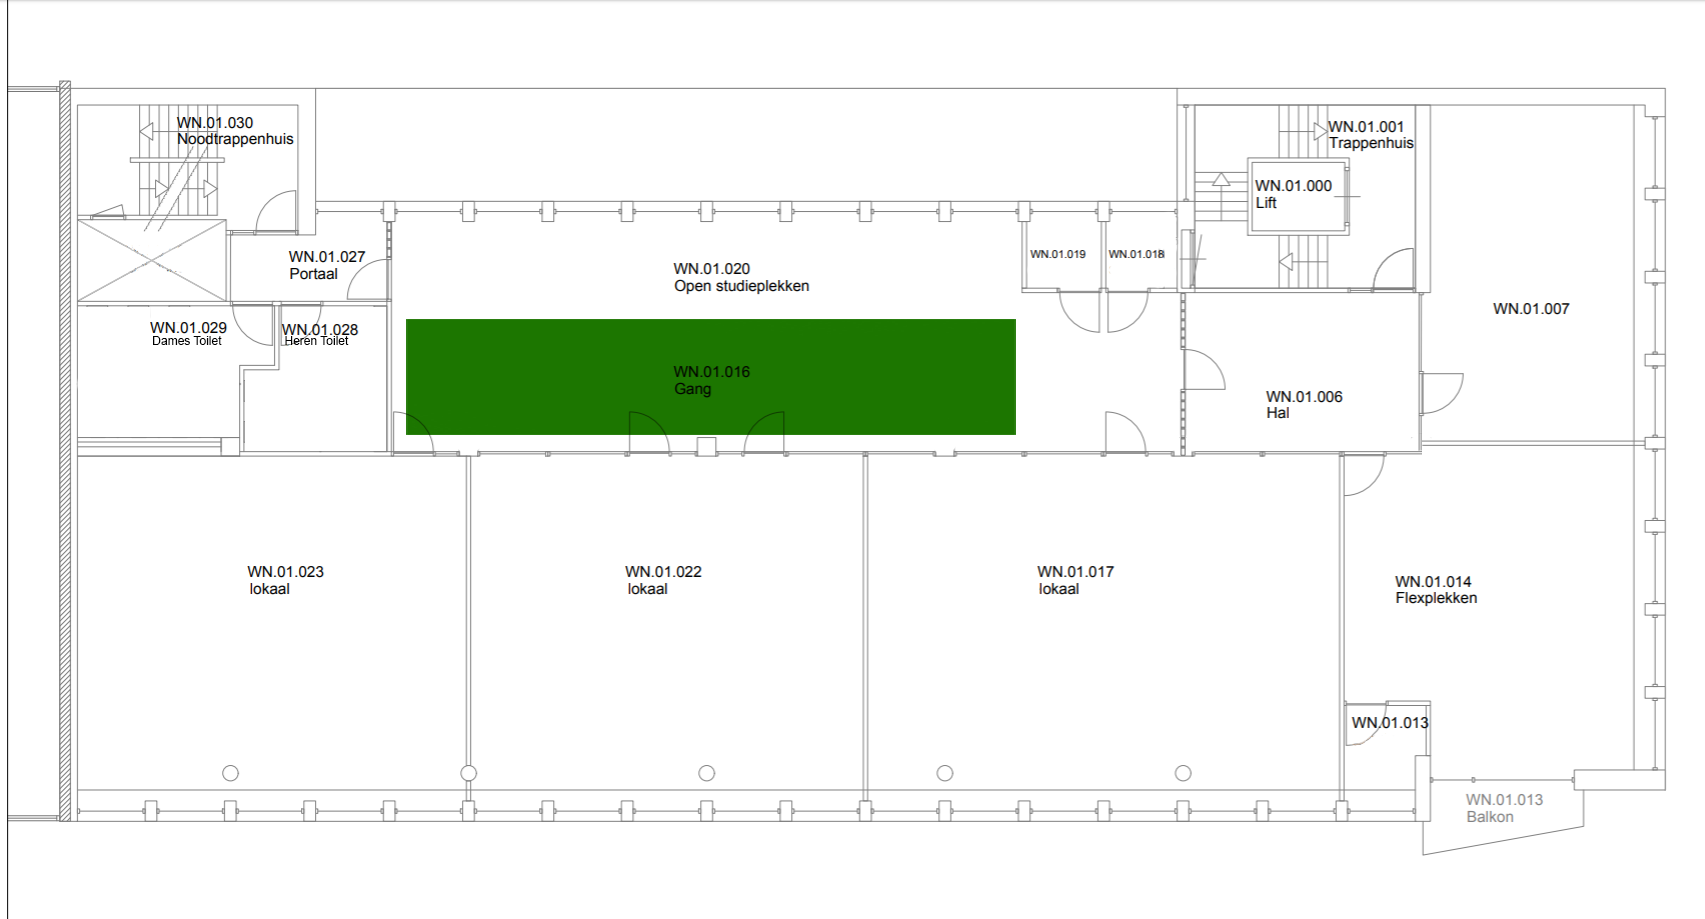 WN.01.030
Noodtrappenhuis
WN.01.001
Trappenhuis
WN.01.000
Lift
WN.01.027
Portaal
WN.01.020
Open studieplekken
WN.01.019
WN.01.018
WN.01.007
WN.01.029
Dames Toilet
WN.01.028
Heren Toilet
WN.01.016
Gang
WN.01.006
Hal
WN.01.023
lokaal
WN.01.022
lokaal
WN.01.017
lokaal
WN.01.014
Flexplekken
WN.01.013
WN.01.013
Balkon